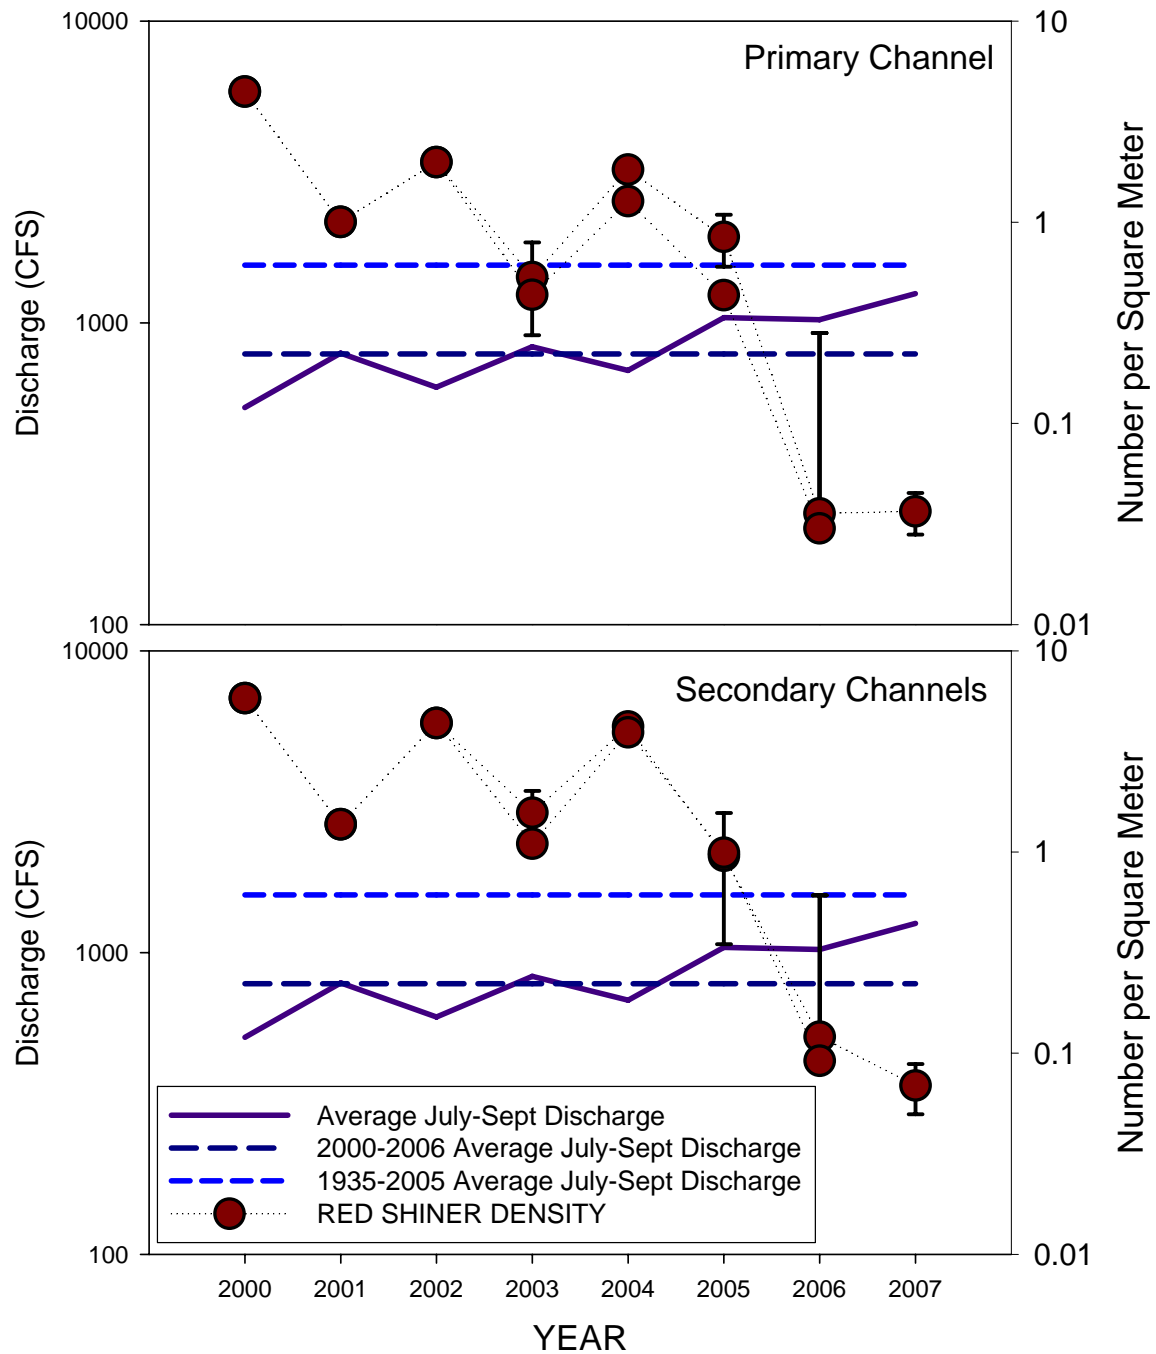 10000
10
Primary Channel
Discharge (CFS)
Number per Square Meter
1
1000
0.1
100
0.01
10000
10
Secondary Channels
Discharge (CFS)
Number per Square Meter
1
1000
0.1
Average July-Sept Discharge
2000-2006 Average July-Sept Discharge
1935-2005 Average July-Sept Discharge
RED SHINER DENSITY
100
0.01
2000 2001 2002 2003 2004 2005 2006 2007
YEAR